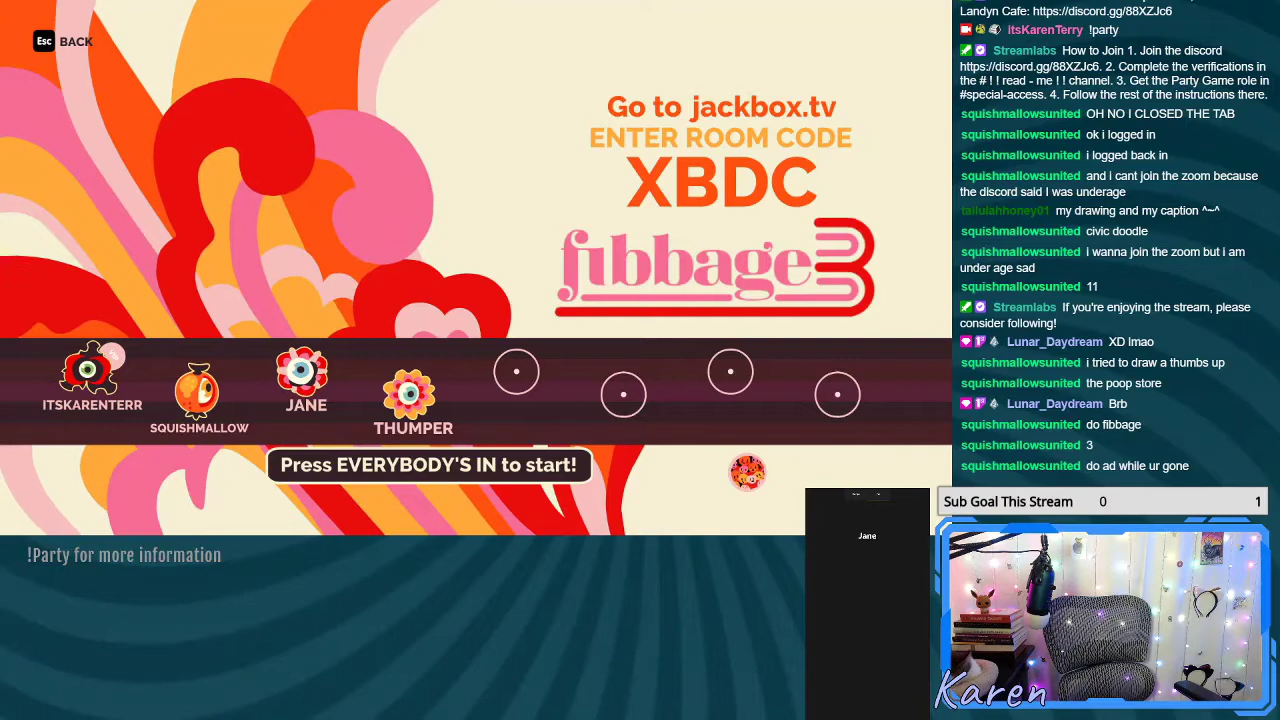 Esc BACK
Go to jackbox.tv
ENTER ROOM CODE
XBDC
fibbage 3
ITSKARENTERR
SQUISHMALLOW
JANE
THUMPER
Press EVERYBODY'S IN to start!
!Party for more information
Jane
Landyn Cafe: https://discord.gg/88XZJc6
itsKarenTerry !party
Streamlabs How to Join 1. Join the discord
https://discord.gg/88XZJc6. 2. Complete the verifications in
the # ! ! read - me ! ! channel. 3. Get the Party Game role in
#special-access. 4. Follow the rest of the instructions there.
squishmallowsunited OH NO I CLOSED THE TAB
squishmallowsunited ok i logged in
squishmallowsunited i logged back in
squishmallowsunited and i cant join the zoom because
the discord said I was underage
tallulahhoney01 my drawing and my caption ^~^
squishmallowsunited civic doodle
squishmallowsunited i wanna join the zoom but i am
under age sad
squishmallowsunited 11
Streamlabs If you're enjoying the stream, please
consider following!
Lunar_Daydream XD lmao
squishmallowsunited i tried to draw a thumbs up
squishmallowsunited the poop store
Lunar_Daydream Brb
squishmallowsunited do fibbage
squishmallowsunited 3
squishmallowsunited do ad while ur gone
Sub Goal This Stream 0 1
Karen